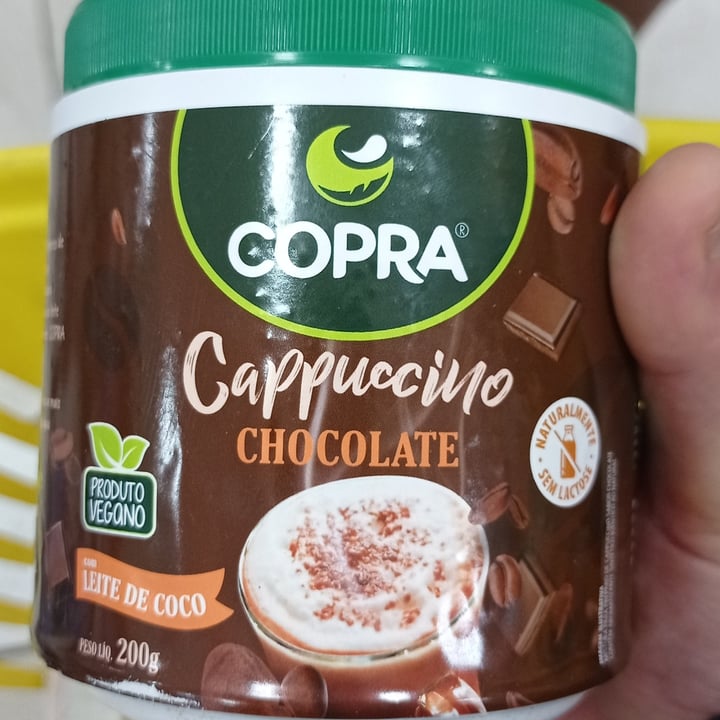 COPRA®
Cappuccino
CHOCOLATE
NATURALMENTE
SEM LACTOSE
PRODUTO
VEGANO
com
LEITE DE COCO
PESO LÍQ. 200g